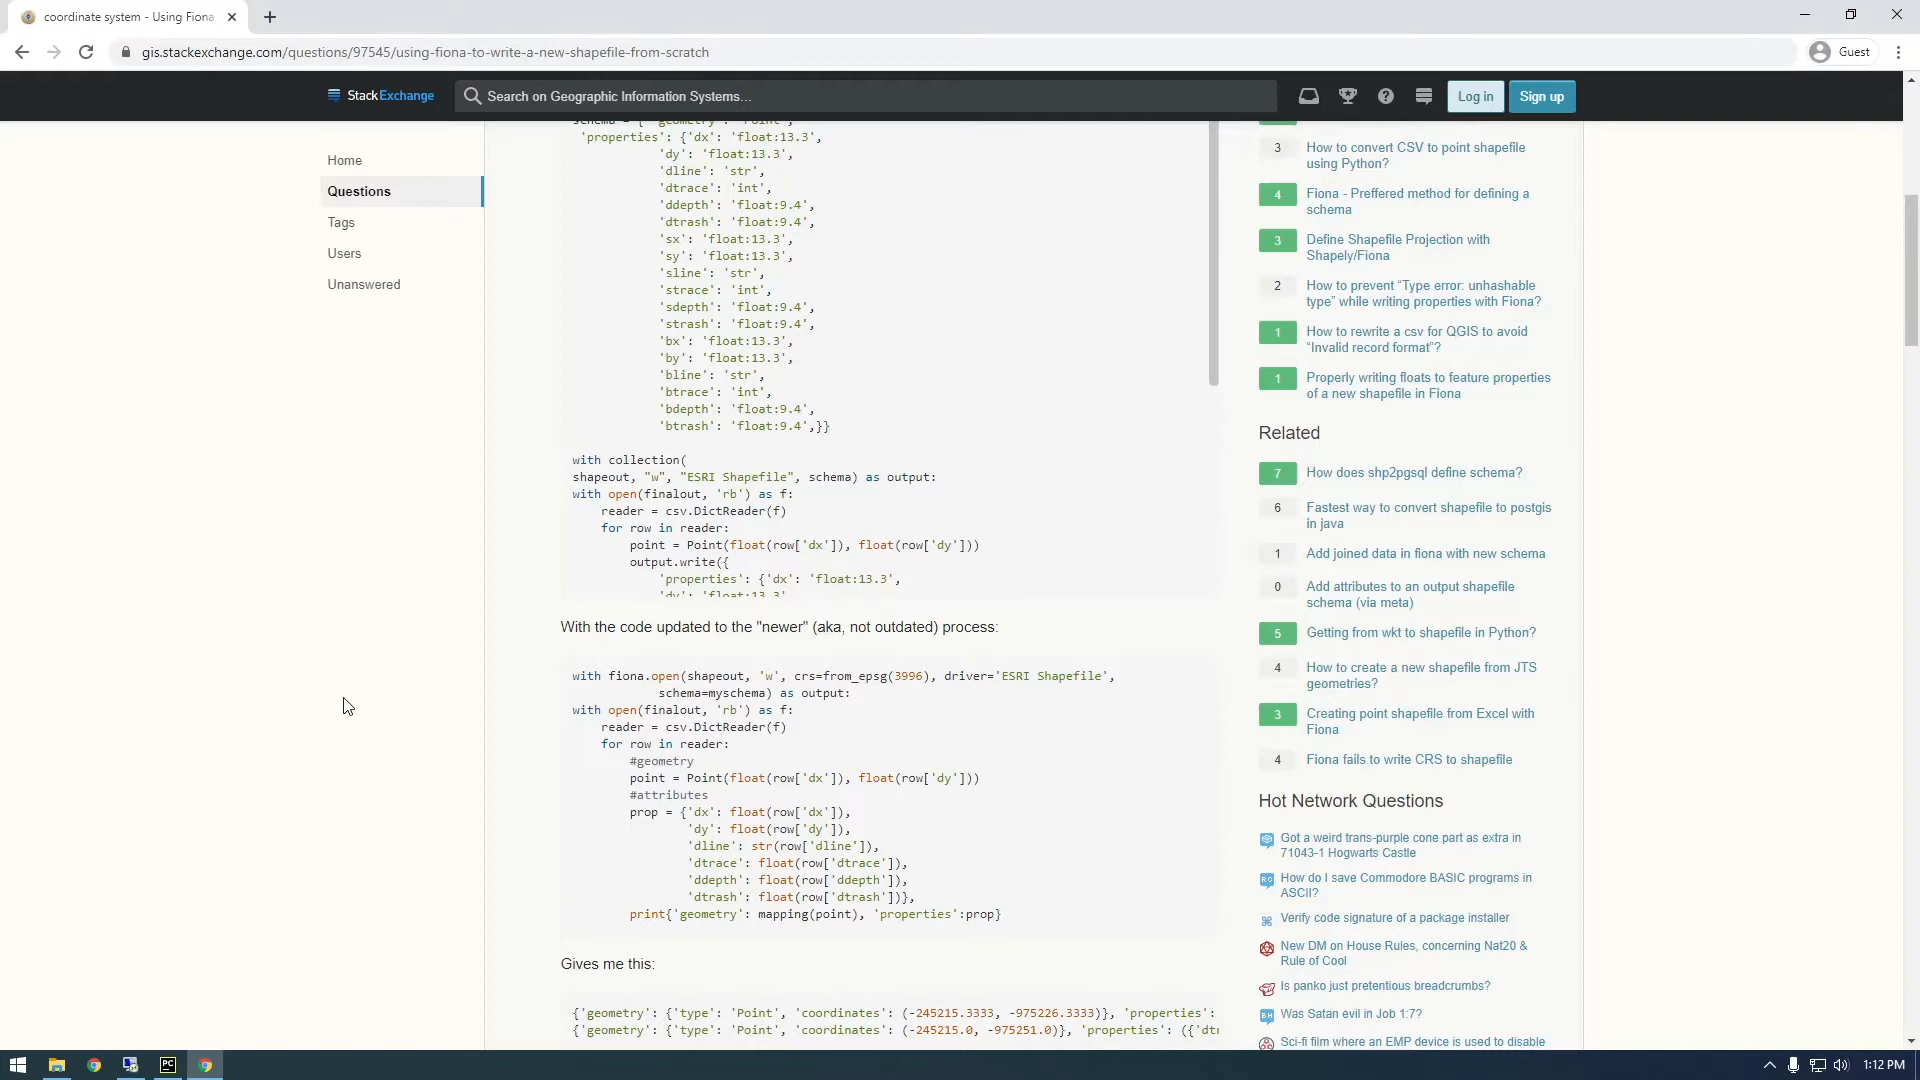 coordinate system - Using Fiona
gis.stackexchange.com/questions/97545/using-fiona-to-write-a-new-shapefile-from-scratch
Guest
StackExchange
Search on Geographic Information Systems...
Log in
Sign up
Home
Questions
Tags
Users
Unanswered
schema = { 'geometry': 'Point',
'properties': {'dx': 'float:13.3',
'dy': 'float:13.3',
'dline': 'str',
'dtrace': 'int',
'ddepth': 'float:9.4',
'dtrash': 'float:9.4',
'sx': 'float:13.3',
'sy': 'float:13.3',
'sline': 'str',
'strace': 'int',
'sdepth': 'float:9.4',
'strash': 'float:9.4',
'bx': 'float:13.3',
'by': 'float:13.3',
'bline': 'str',
'btrace': 'int',
'bdepth': 'float:9.4',
'btrash': 'float:9.4',}}
with collection(
shapeout, "w", "ESRI Shapefile", schema) as output:
with open(finalout, 'rb') as f:
reader = csv.DictReader(f)
for row in reader:
point = Point(float(row['dx']), float(row['dy']))
output.write({
'properties': {'dx': 'float:13.3',
'dy': 'float:13.3'
With the code updated to the "newer" (aka, not outdated) process:
with fiona.open(shapeout, 'w', crs=from_epsg(3996), driver='ESRI Shapefile',
schema=myschema) as output:
with open(finalout, 'rb') as f:
reader = csv.DictReader(f)
for row in reader:
#geometry
point = Point(float(row['dx']), float(row['dy']))
#attributes
prop = {'dx': float(row['dx']),
'dy': float(row['dy']),
'dline': str(row['dline']),
'dtrace': float(row['dtrace']),
'ddepth': float(row['ddepth']),
'dtrash': float(row['dtrash'])},
print{'geometry': mapping(point), 'properties':prop}
Gives me this:
{'geometry': {'type': 'Point', 'coordinates': (-245215.3333, -975226.3333)}, 'properties':
{'geometry': {'type': 'Point', 'coordinates': (-245215.0, -975251.0)}, 'properties': ({'dtr
3 How to convert CSV to point shapefile
using Python?
4 Fiona - Preffered method for defining a
schema
3 Define Shapefile Projection with
Shapely/Fiona
2 How to prevent “Type error: unhashable
type” while writing properties with Fiona?
1 How to rewrite a csv for QGIS to avoid
“Invalid record format”?
1 Properly writing floats to feature properties
of a new shapefile in Fiona
Related
7 How does shp2pgsql define schema?
6 Fastest way to convert shapefile to postgis
in java
1 Add joined data in fiona with new schema
0 Add attributes to an output shapefile
schema (via meta)
5 Getting from wkt to shapefile in Python?
4 How to create a new shapefile from JTS
geometries?
3 Creating point shapefile from Excel with
Fiona
4 Fiona fails to write CRS to shapefile
Hot Network Questions
Got a weird trans-purple cone part as extra in
71043-1 Hogwarts Castle
RC How do I save Commodore BASIC programs in
ASCII?
Verify code signature of a package installer
New DM on House Rules, concerning Nat20 &
Rule of Cool
Is panko just pretentious breadcrumbs?
BH Was Satan evil in Job 1:7?
Sci-fi film where an EMP device is used to disable
PC
1:12 PM